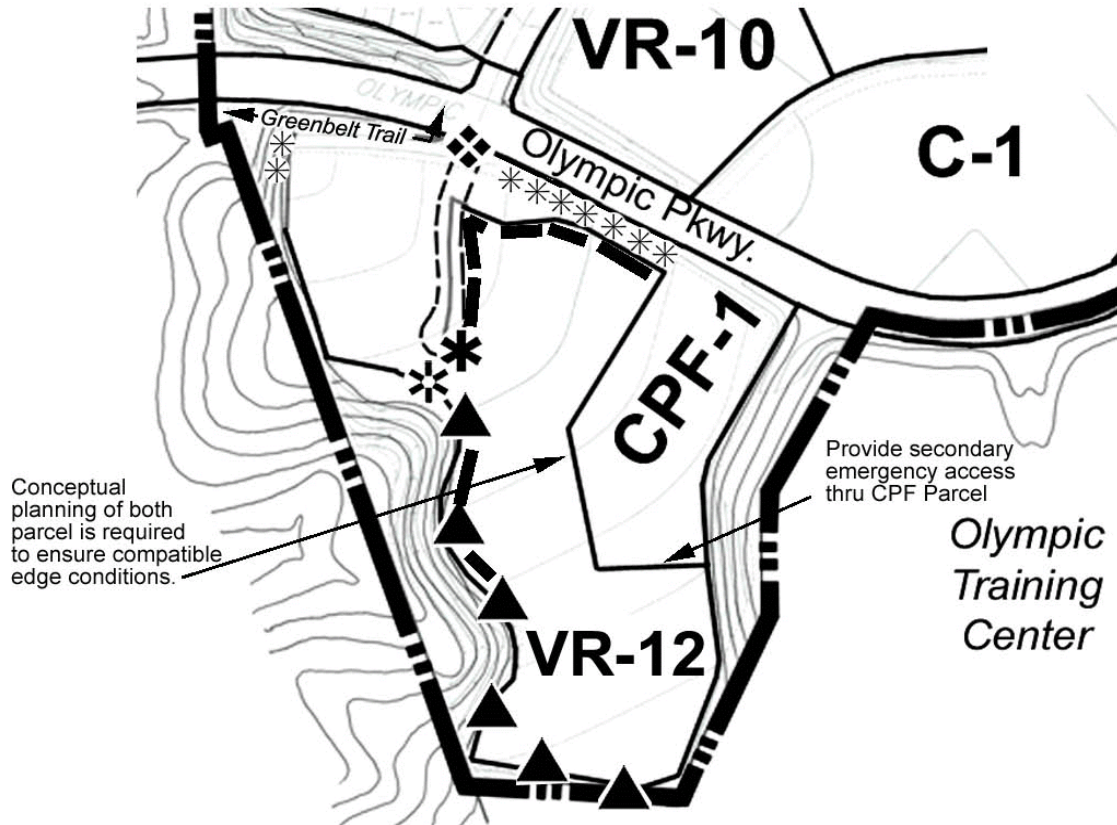 VR-10
C-1
OLYMPIC
Greenbelt Trail
Olympic Pkwy.
CPF-1
Provide secondary
emergency access
thru CPF Parcel
Conceptual
planning of both
parcel is required
to ensure compatible
edge conditions.
Olympic
Training
Center
VR-12